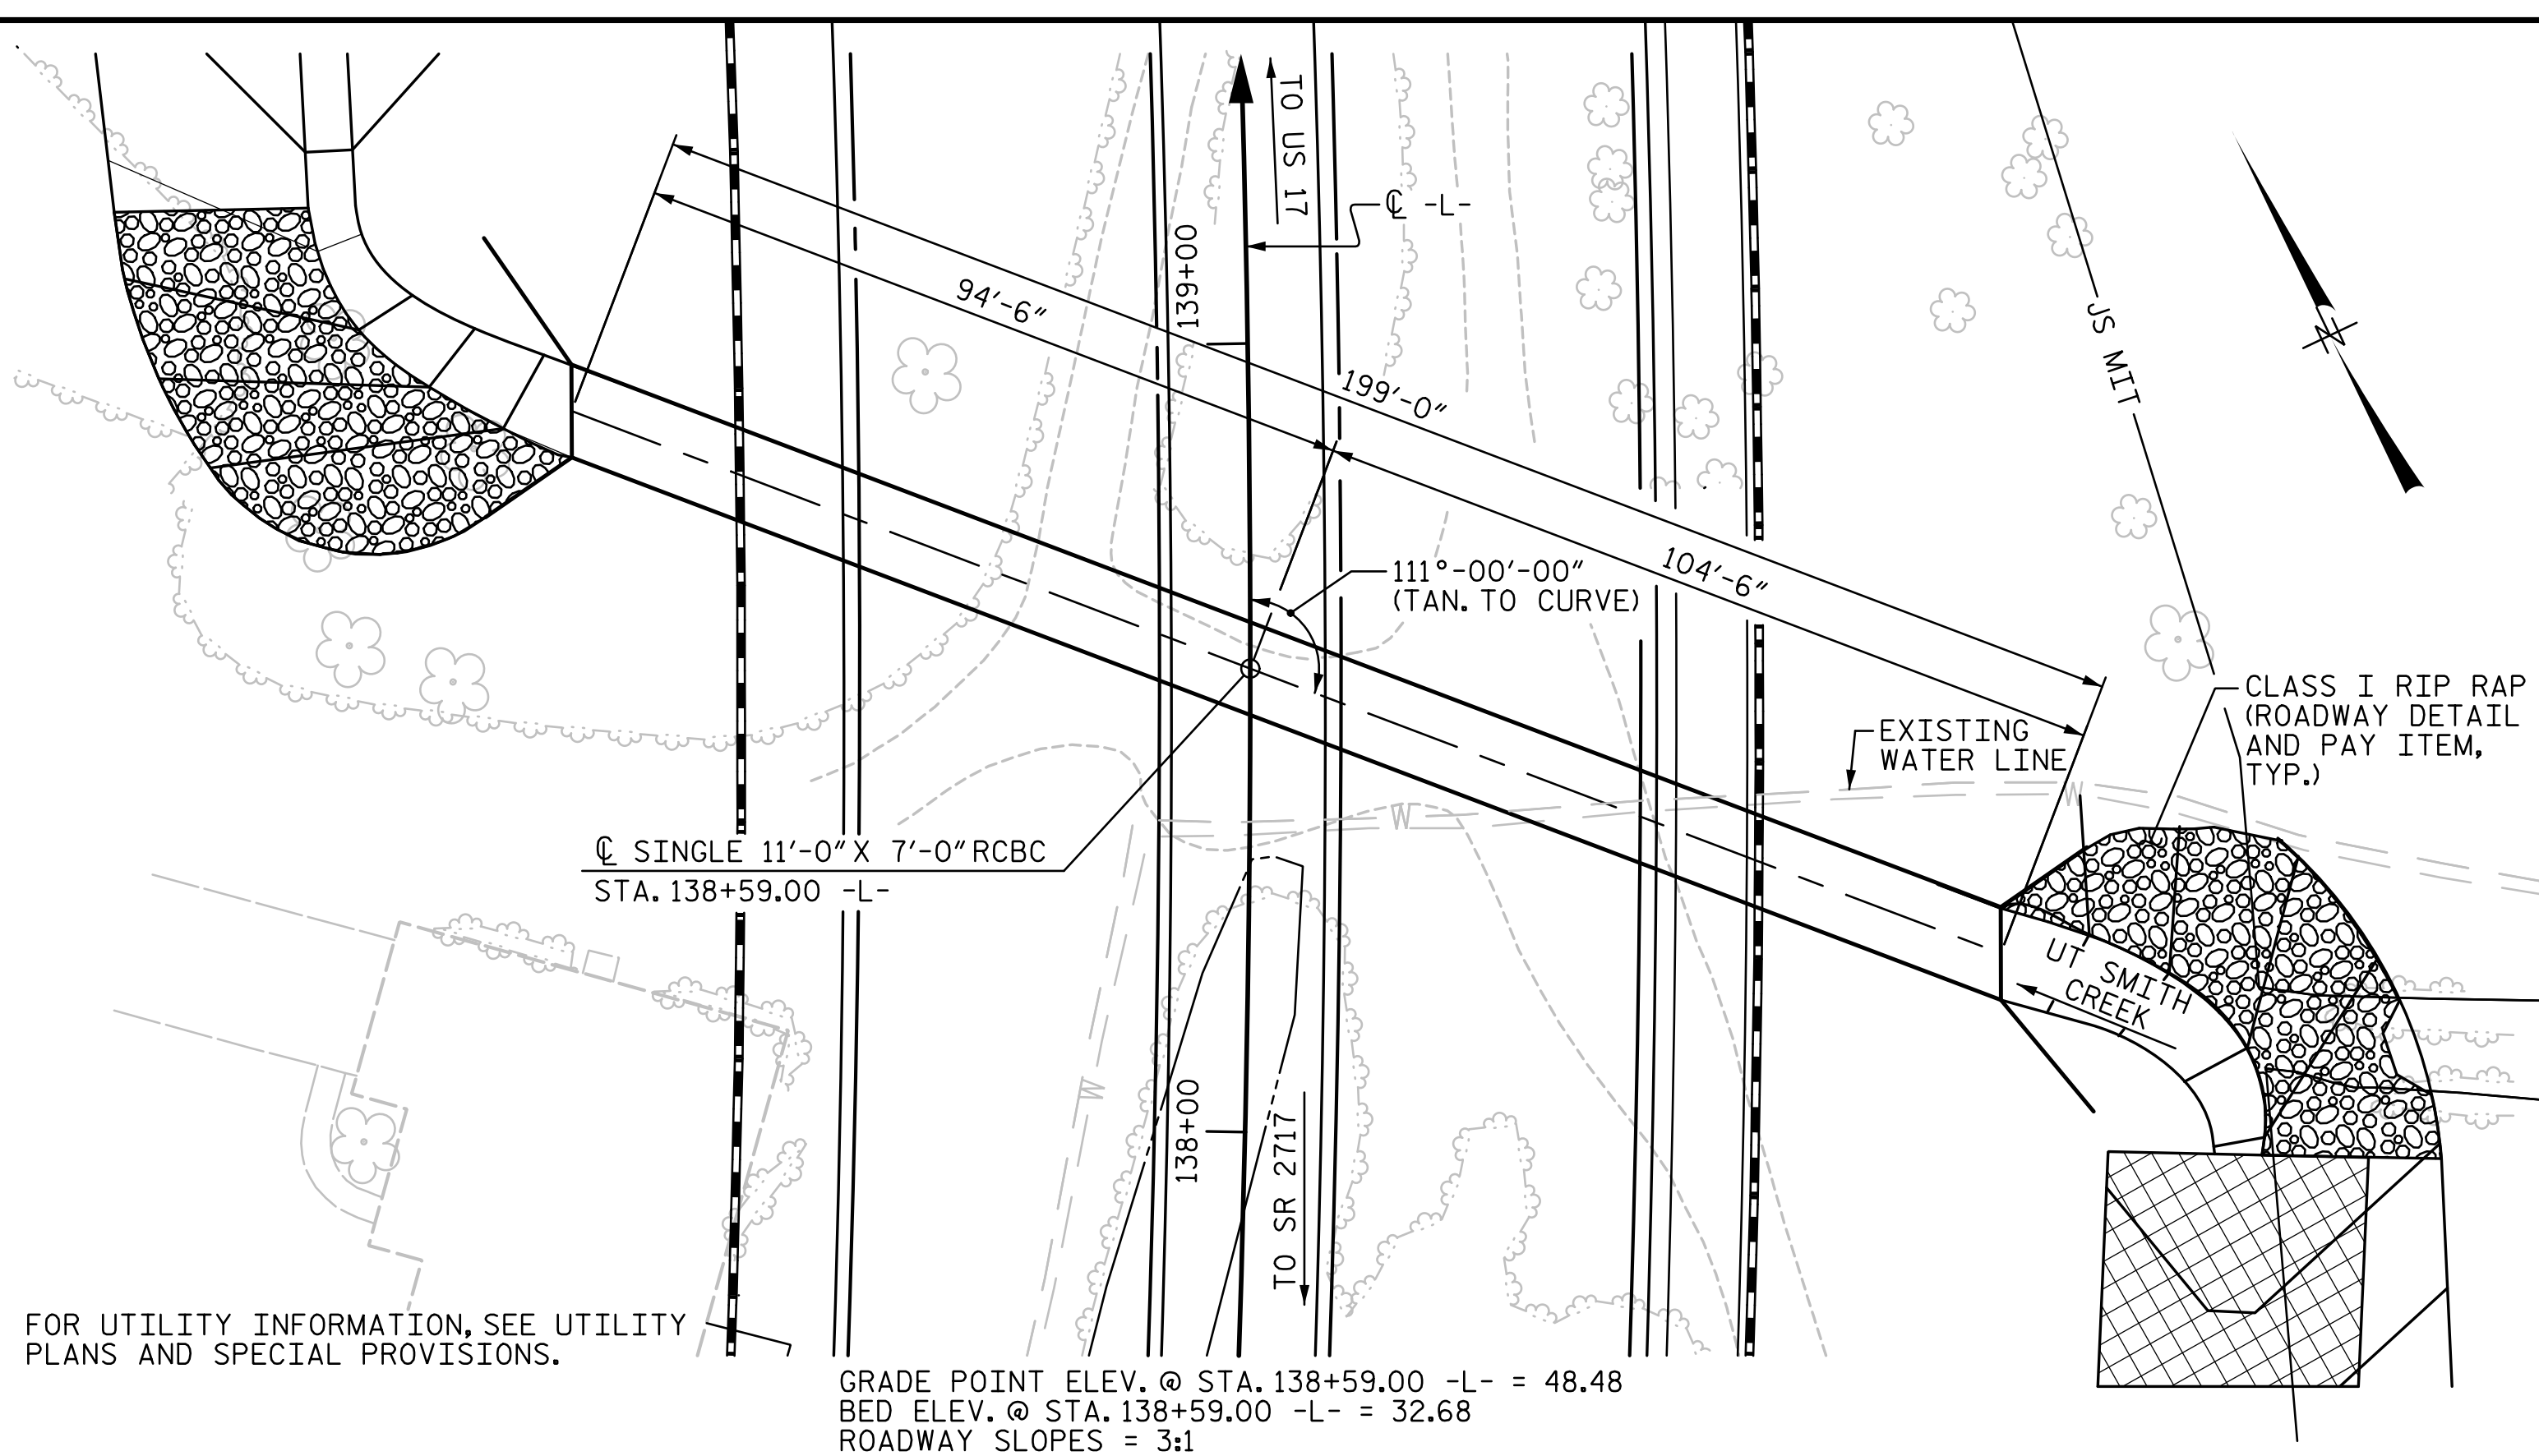 TO US 17
℄ -L-
139+00
94'-6"
199'-0"
JS MIT
N
111°-00'-00"
(TAN. TO CURVE)
104'-6"
CLASS I RIP RAP
(ROADWAY DETAIL
AND PAY ITEM,
TYP.)
EXISTING
WATER LINE
W
W
℄ SINGLE 11'-0" X 7'-0" RCBC
STA. 138+59.00 -L-
UT SMITH
CREEK
W
138+00
TO SR 2717
FOR UTILITY INFORMATION, SEE UTILITY
PLANS AND SPECIAL PROVISIONS.
GRADE POINT ELEV. @ STA. 138+59.00 -L- = 48.48
BED ELEV. @ STA. 138+59.00 -L- = 32.68
ROADWAY SLOPES = 3:1